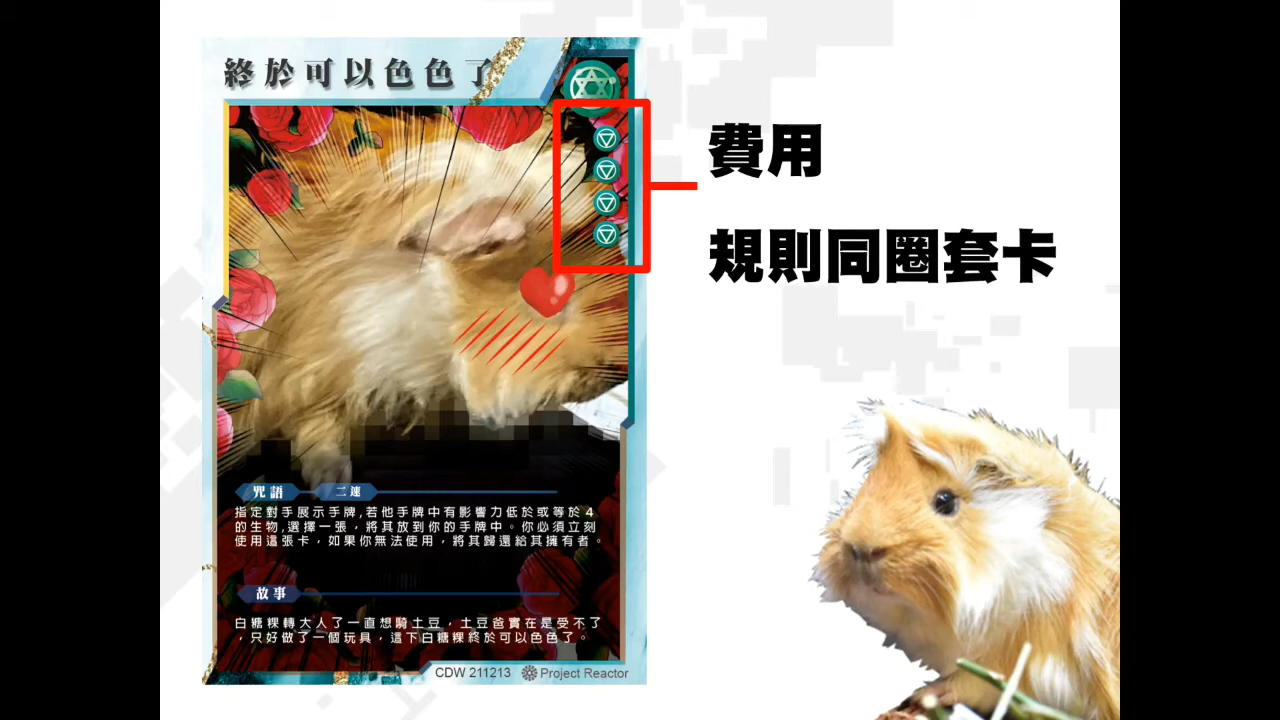 終於可以色色了
費用
規則同圈套卡
咒語 二速
指定對手展示手牌,若他手牌中有影響力低於或等於4
的生物,選擇一張，將其放到你的手牌中。你必須立刻
使用這張卡，如果你無法使用，將其歸還給其擁有者。
故事
白糖粿轉大人了一直想騎土豆，土豆爸實在是受不了
，只好做了一個玩具，這下白糖粿終於可以色色了。
CDW 211213 Project Reactor